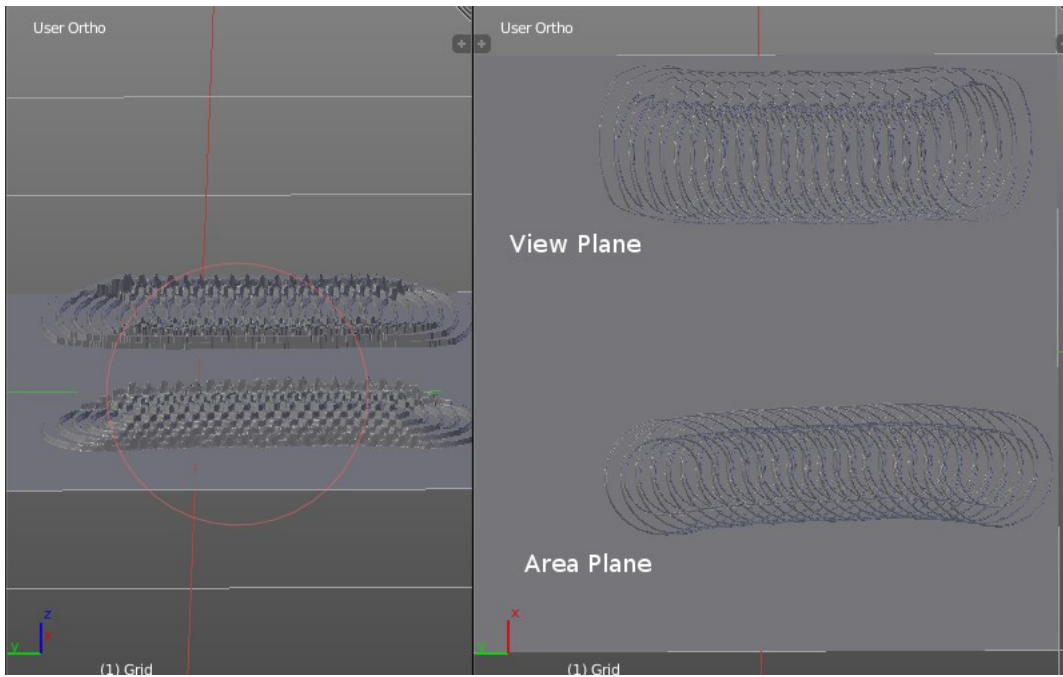 User Ortho
z
x
y
(1) Grid
User Ortho
View Plane
Area Plane
x
(1) Grid